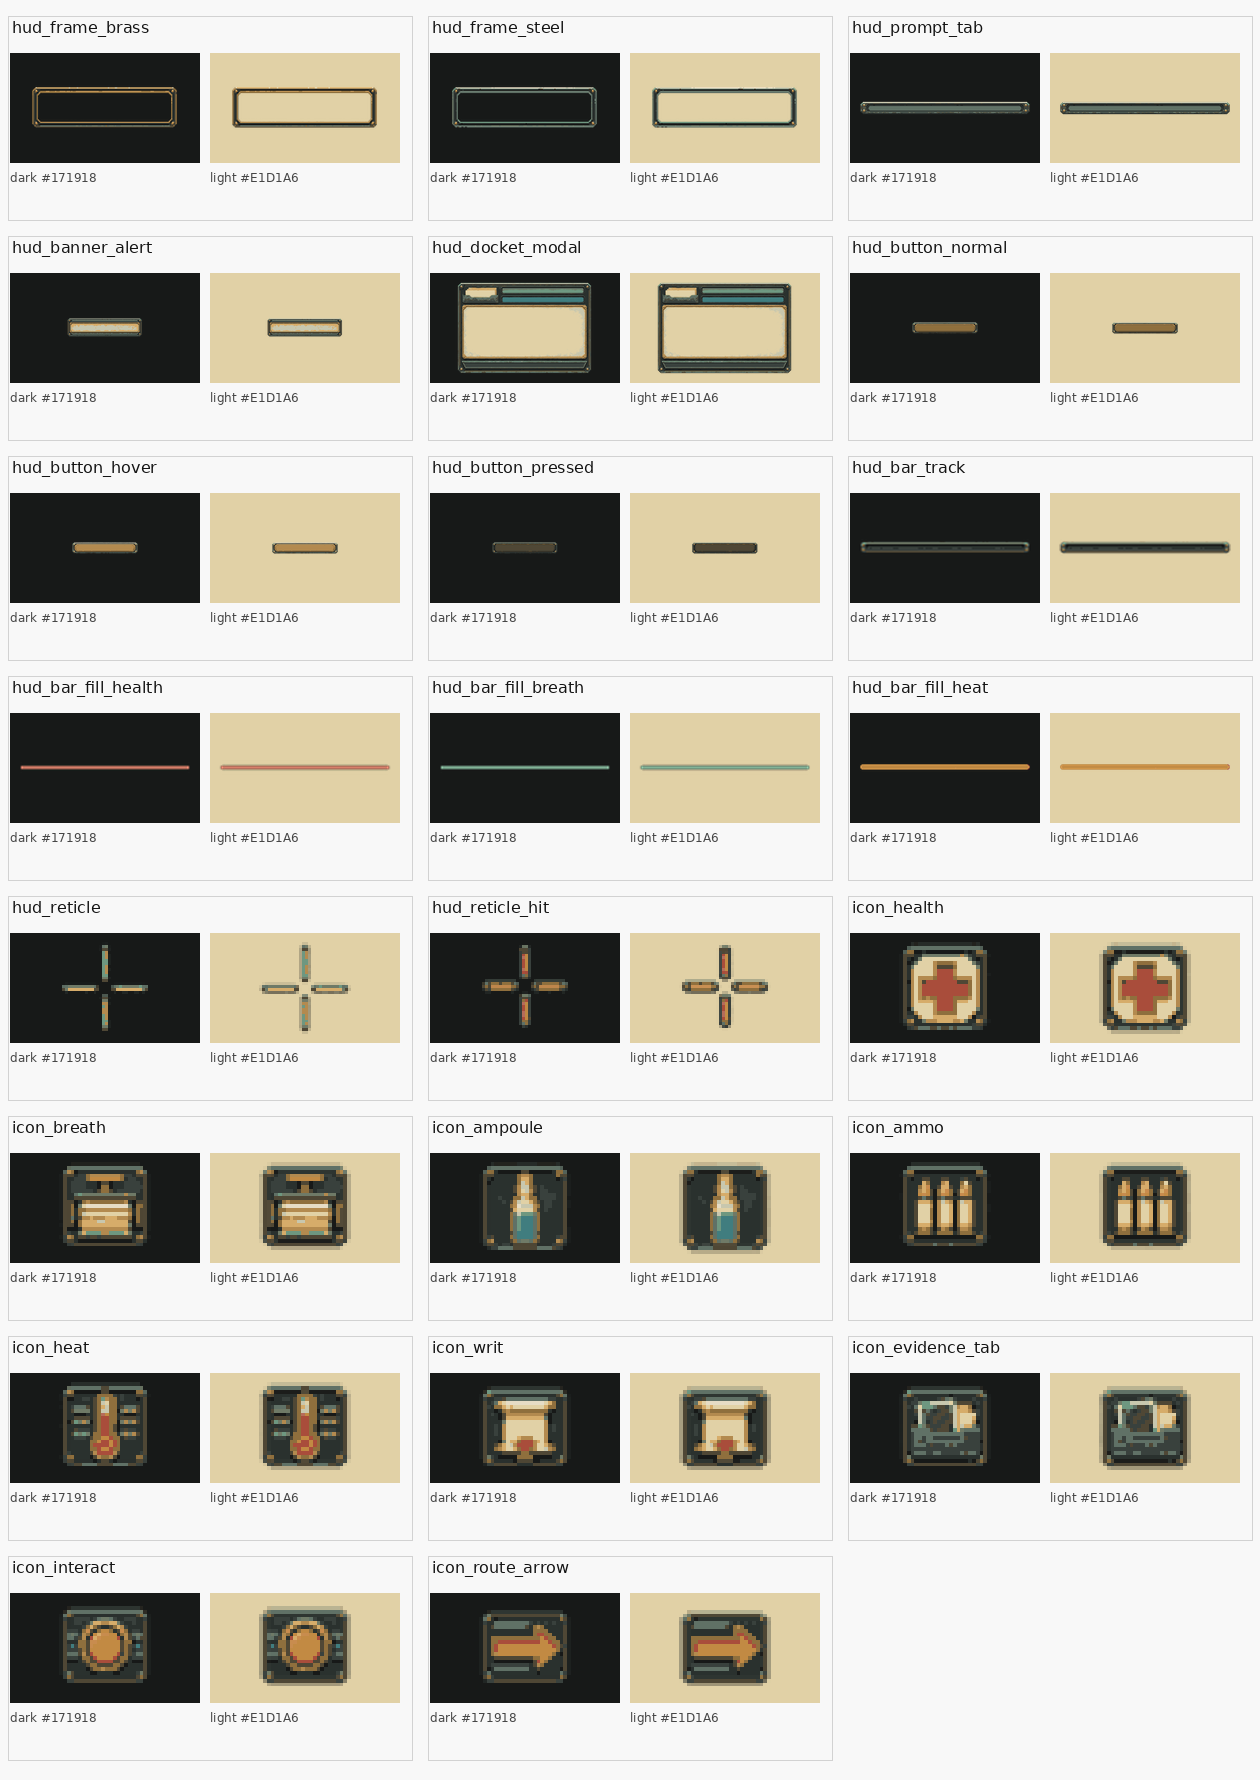 hud_frame_brass
hud_frame_steel
hud_prompt_tab
dark #171918
light #E1D1A6
dark #171918
light #E1D1A6
dark #171918
light #E1D1A6
hud_banner_alert
hud_docket_modal
hud_button_normal
dark #171918
light #E1D1A6
dark #171918
light #E1D1A6
dark #171918
light #E1D1A6
hud_button_hover
hud_button_pressed
hud_bar_track
dark #171918
light #E1D1A6
dark #171918
light #E1D1A6
dark #171918
light #E1D1A6
hud_bar_fill_health
hud_bar_fill_breath
hud_bar_fill_heat
dark #171918
light #E1D1A6
dark #171918
light #E1D1A6
dark #171918
light #E1D1A6
hud_reticle
hud_reticle_hit
icon_health
dark #171918
light #E1D1A6
dark #171918
light #E1D1A6
dark #171918
light #E1D1A6
icon_breath
icon_ampoule
icon_ammo
dark #171918
light #E1D1A6
dark #171918
light #E1D1A6
dark #171918
light #E1D1A6
icon_heat
icon_writ
icon_evidence_tab
dark #171918
light #E1D1A6
dark #171918
light #E1D1A6
dark #171918
light #E1D1A6
icon_interact
icon_route_arrow
dark #171918
light #E1D1A6
dark #171918
light #E1D1A6